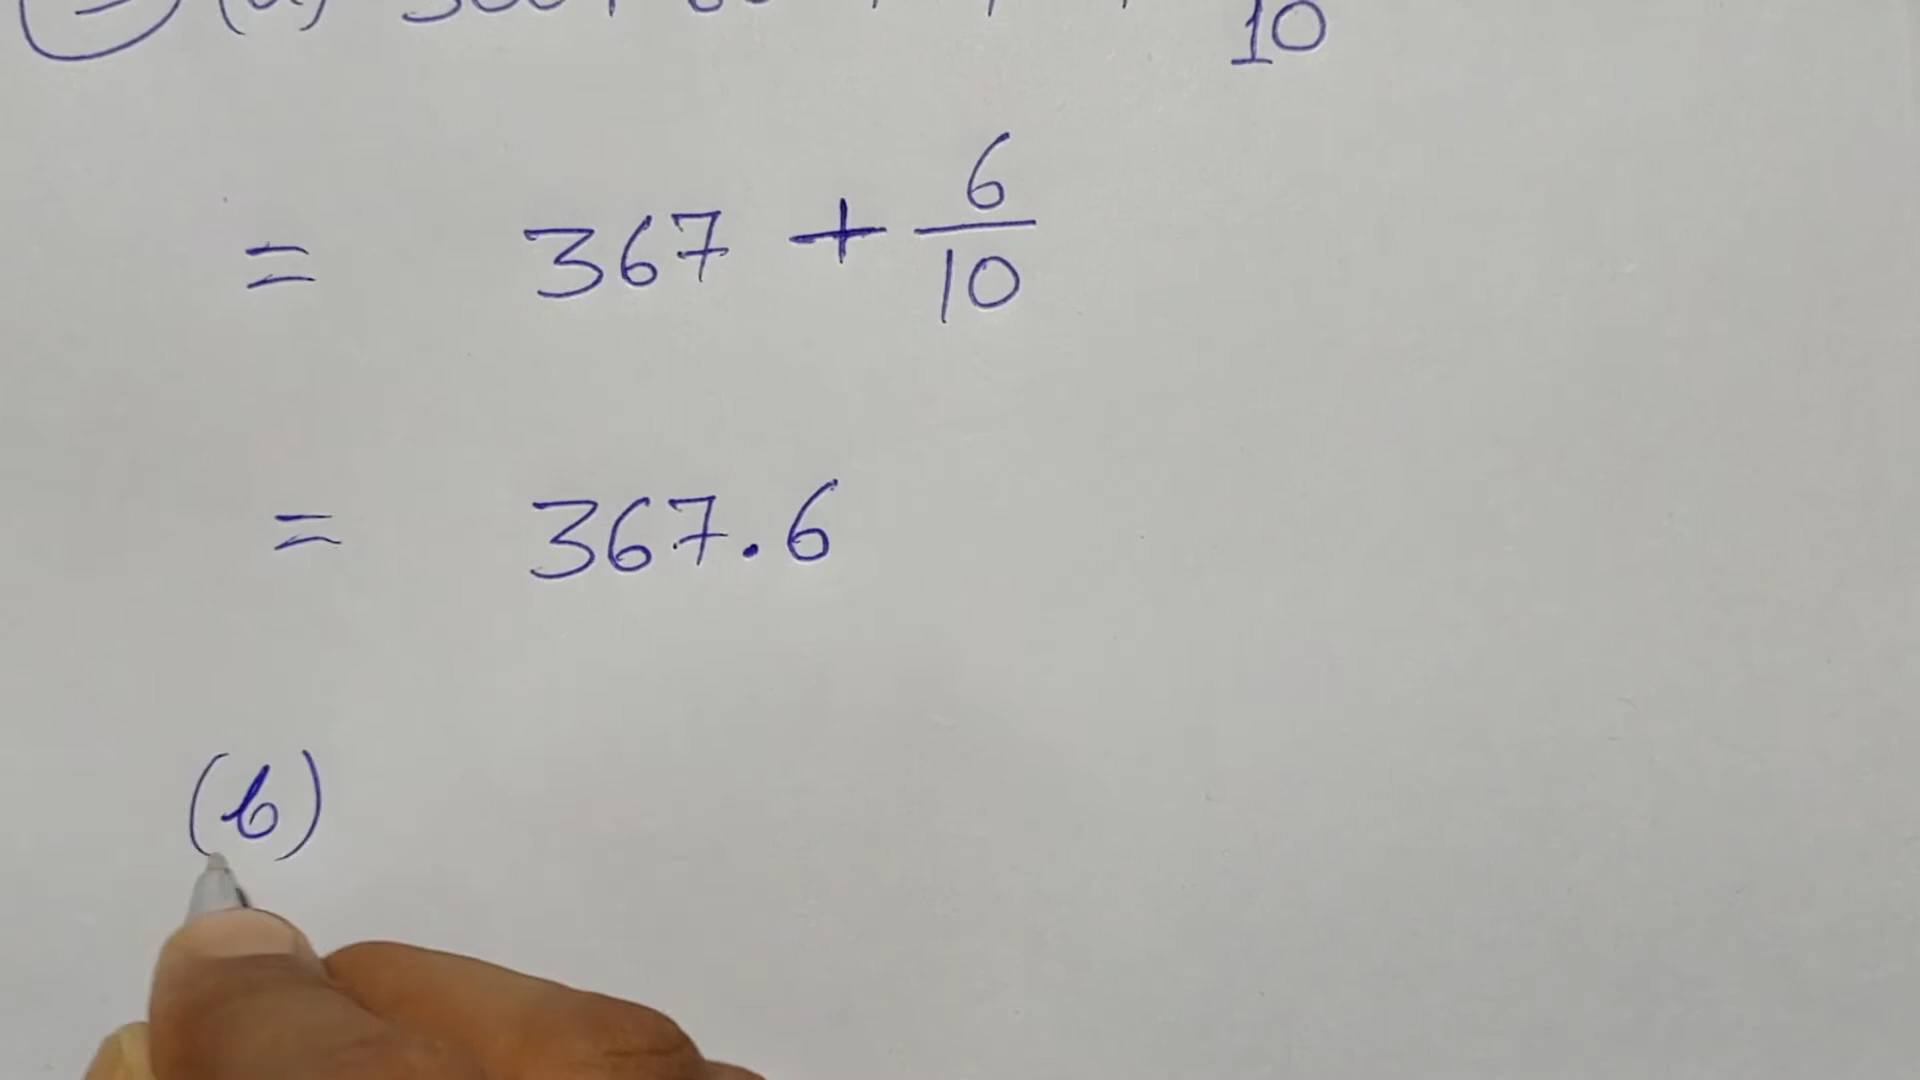 10
= 367 + 6/10
= 367.6
(b)